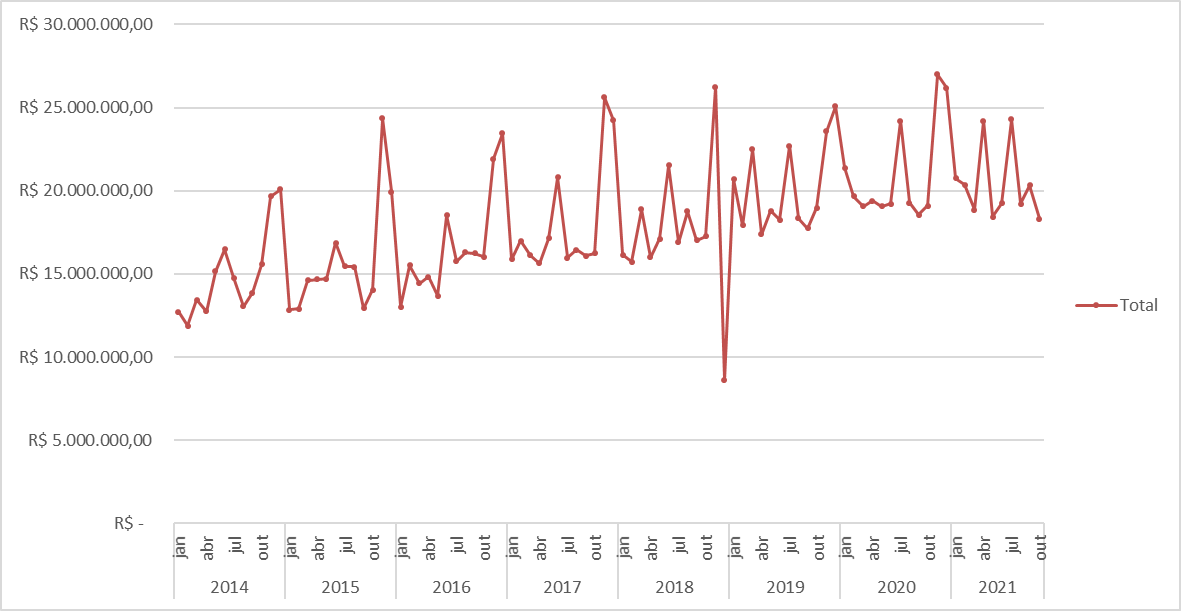 R$ 30.000.000,00
R$ 25.000.000,00
R$ 20.000.000,00
R$ 15.000.000,00
R$ 10.000.000,00
R$ 5.000.000,00
R$ -
Total
jan abr jul out jan abr jul out jan abr jul out jan abr jul out jan abr jul out jan abr jul out jan abr jul out jan abr jul out
2014 2015 2016 2017 2018 2019 2020 2021